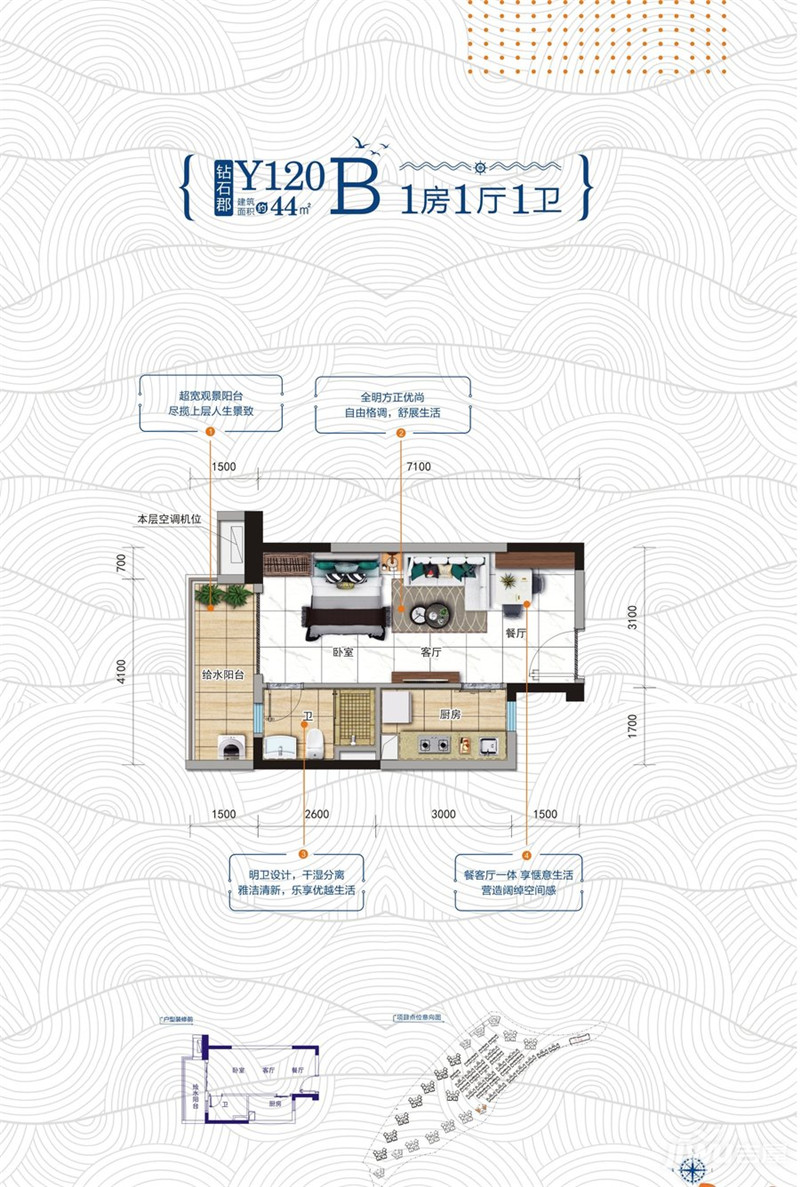 钻石郡
Y120
建筑面积约44㎡
B
1房1厅1卫
超宽观景阳台
尽揽上层人生景致
全明方正优尚
自由格调，舒展生活
1
2
1500
7100
本层空调机位
700
4100
3100
1700
卧室
客厅
餐厅
给水阳台
卫
厨房
1500
2600
3000
1500
3
4
明卫设计，干湿分离
雅洁清新，乐享优越生活
餐客厅一体 享惬意生活
营造阔绰空间感
户型装修前
项目点位意向图
卧室
客厅
餐厅
给水阳台
卫
厨房